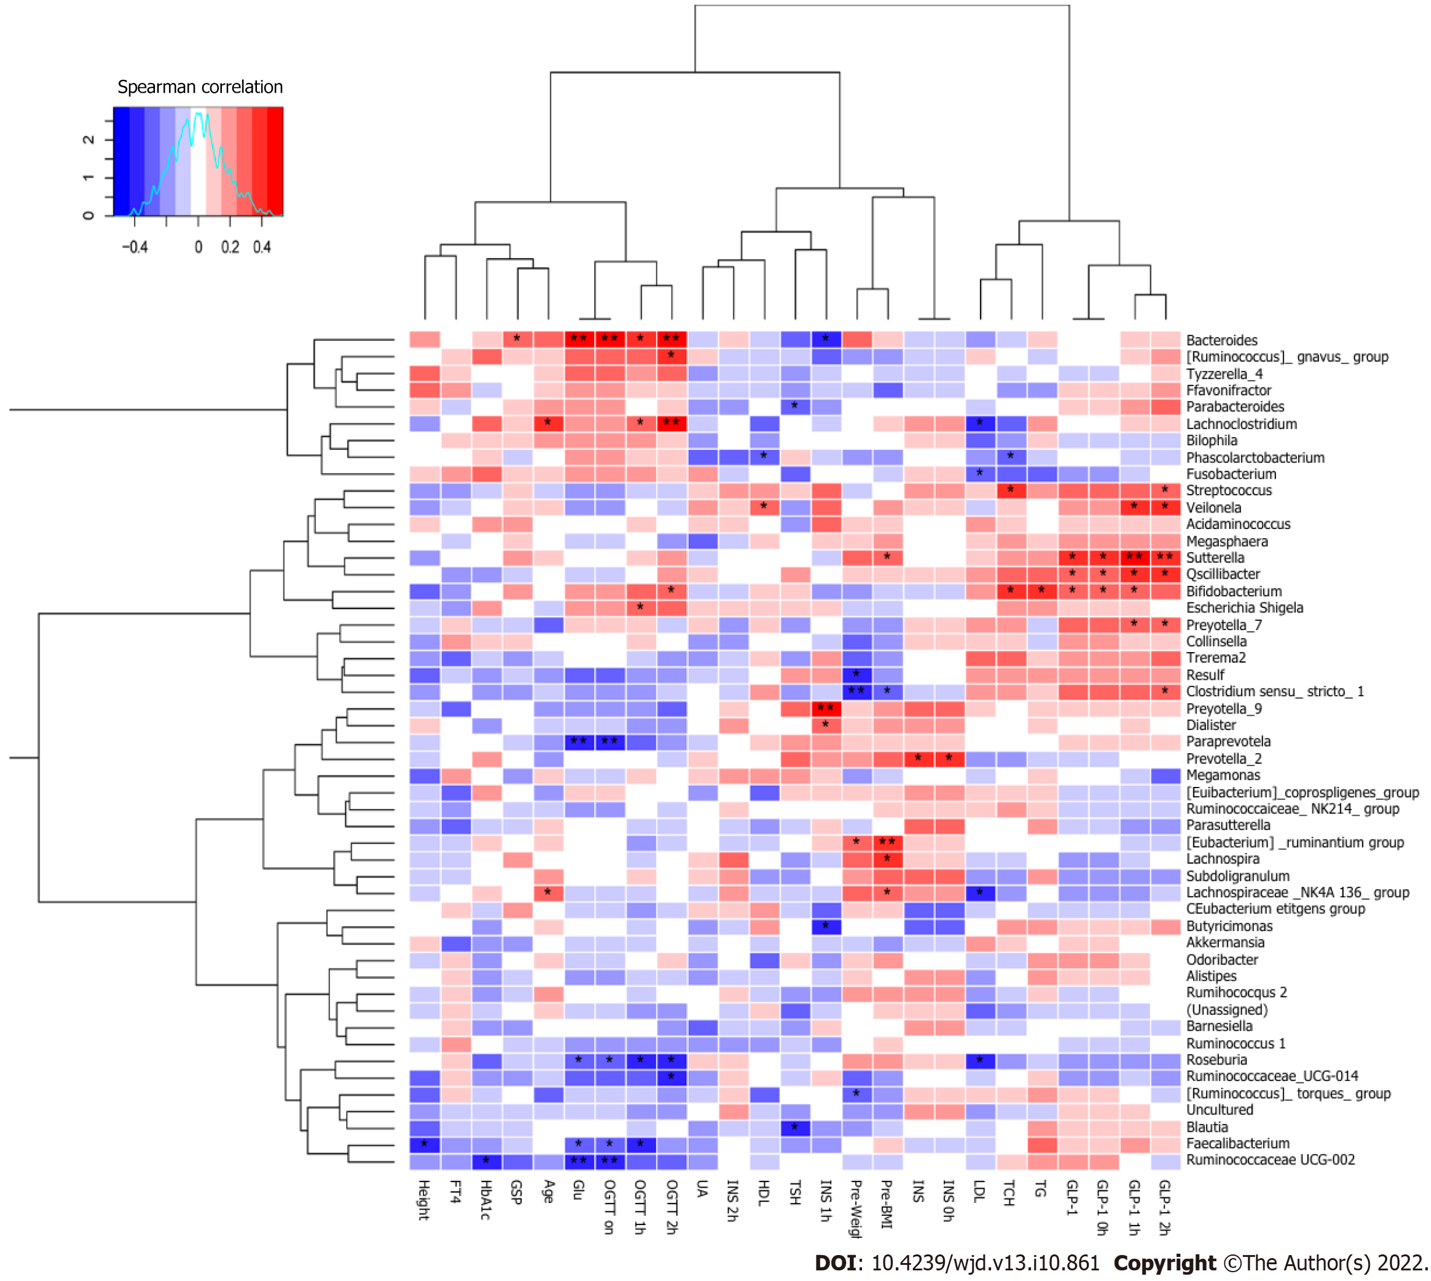 Spearman correlation
2
1
0
−0.4
0
0.2
0.4
* ** ** * ** * Bacteroides
* [Ruminococcus]_ gnavus_ group
Tyzzerella_4
Ffavonifractor
* Parabacteroides
* * ** * Lachnoclostridium
Bilophila
* * Phascolarctobacterium
* Fusobacterium
* * Streptococcus
* * * Veilonela
Acidaminococcus
Megasphaera
* * * ** ** Sutterella
* * * * Qscillibacter
* * * * * * Bifidobacterium
* Escherichia Shigela
* * Preyotella_7
Collinsella
Trerema2
* Resulf
** * * Clostridium sensu_ stricto_ 1
** Preyotella_9
* Dialister
** ** Paraprevotela
* * Prevotella_2
Megamonas
[Euibacterium]_coprospligenes_group
Ruminococcaiceae_ NK214_ group
Parasutterella
* ** [Eubacterium] _ruminantium group
* Lachnospira
Subdoligranulum
* * * Lachnospiraceae _NK4A 136_ group
CEubacterium etitgens group
* Butyricimonas
Akkermansia
Odoribacter
Alistipes
Rumihococqus 2
(Unassigned)
Barnesiella
Ruminococcus 1
* * * * * Roseburia
* Ruminococcaceae_UCG-014
* [Ruminococcus]_ torques_ group
Uncultured
* Blautia
* * * * Faecalibacterium
* ** ** Ruminococcaceae UCG-002
Height
FT4
HbA1c
GSP
Age
Glu
OGTT on
OGTT 1h
OGTT 2h
UA
INS 2h
HDL
TSH
INS 1h
Pre-Weigl
Pre-BMI
INS
INS 0h
LDL
TCH
TG
GLP-1
GLP-1 0h
GLP-1 1h
GLP-1 2h
DOI: 10.4239/wjd.v13.i10.861 Copyright ©The Author(s) 2022.